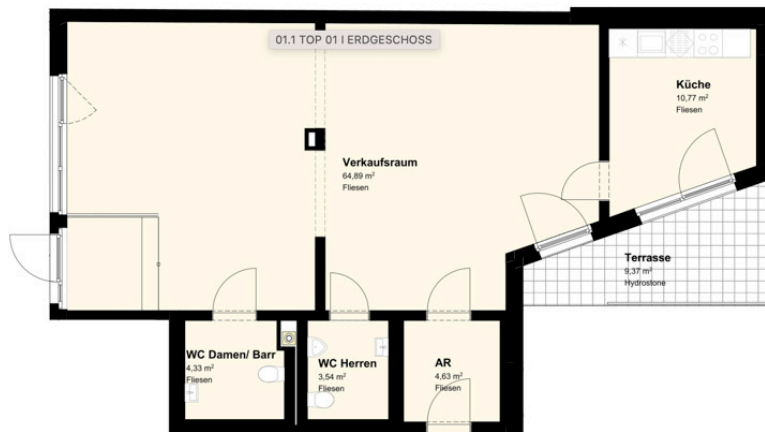 01.1 TOP 01 I ERDGESCHOSS
Küche
10,77 m²
Fliesen
Verkaufsraum
64,89 m²
Fliesen
Terrasse
9,37 m²
Hydrostone
WC Damen/ Barr
4,33 m²
Fliesen
WC Herren
3,54 m²
Fliesen
AR
4,63 m²
Fliesen